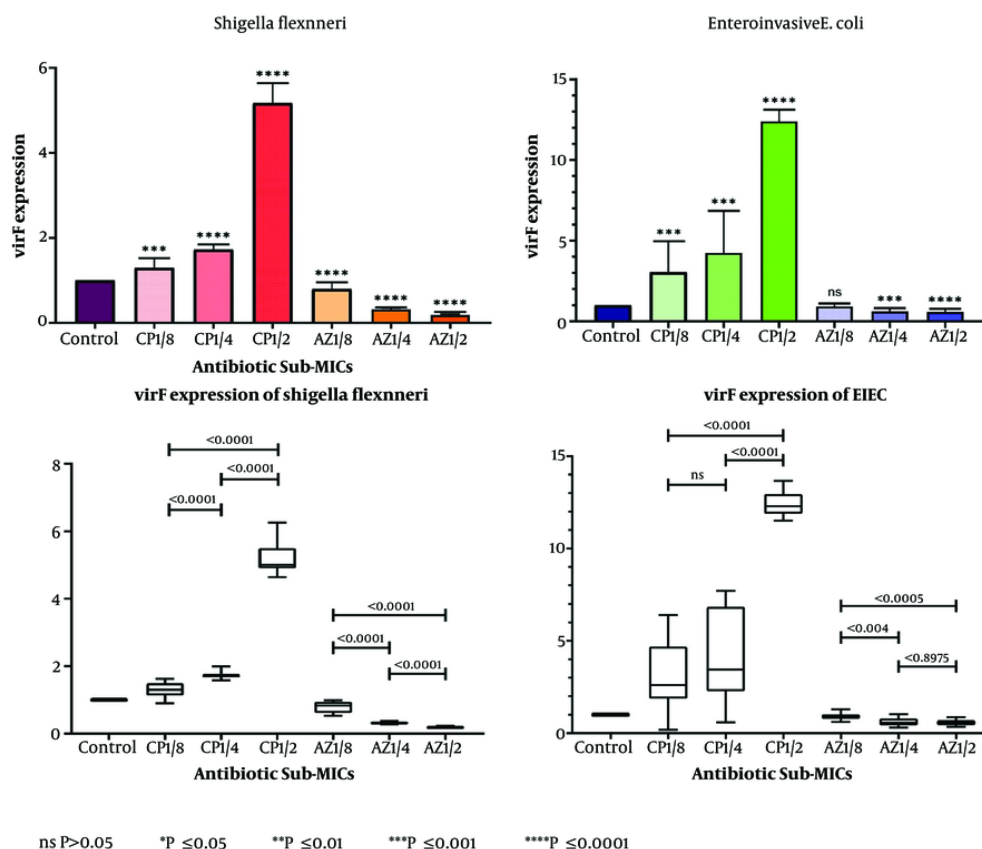 Shigella flexnneri
6
4
2
0
virF expression
****
***
****
****
****
****
Control CP1/8 CP1/4 CP1/2 AZ1/8 AZ1/4 AZ1/2
Antibiotic Sub-MICs
EnteroinvasiveE. coli
15
10
5
0
virF expression
****
***
***
ns
***
****
Control CP1/8 CP1/4 CP1/2 AZ1/8 AZ1/4 AZ1/2
virF expression of shigella flexnneri
8
6
4
2
0
<0.0001
<0.0001
<0.0001
<0.0001
<0.0001
<0.0001
Control CP1/8 CP1/4 CP1/2 AZ1/8 AZ1/4 AZ1/2
Antibiotic Sub-MICs
virF expression of EIEC
15
10
5
0
<0.0001
<0.0001
ns
<0.0005
<0.004
<0.8975
Control CP1/8 CP1/4 CP1/2 AZ1/8 AZ1/4 AZ1/2
Antibiotic Sub-MICs
ns P>0.05 *P ≤0.05 **P ≤0.01 ***P ≤0.001 ****P ≤0.0001